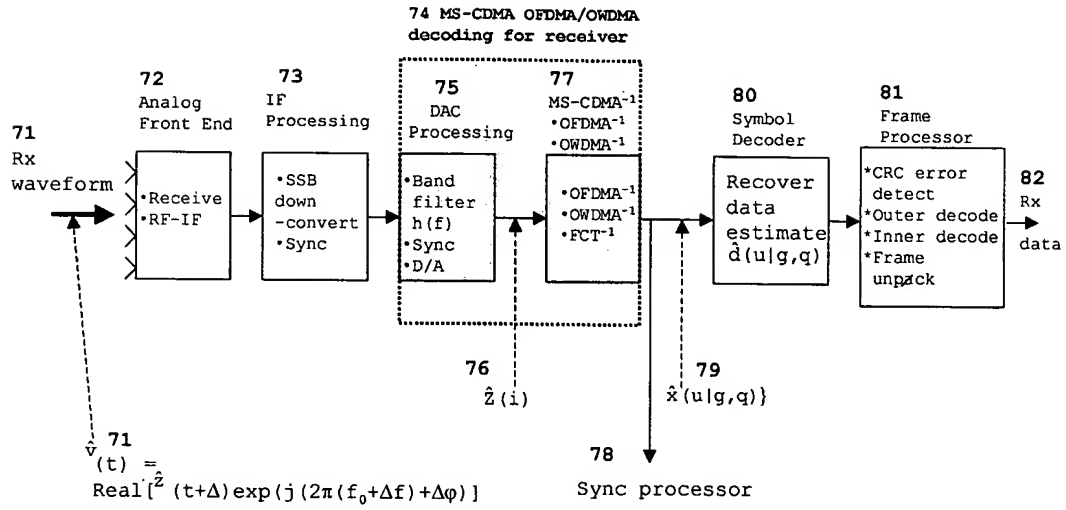 74 MS-CDMA OFDMA/OWDMA
decoding for receiver
72
Analog
Front End
73
IF
Processing
75
DAC
Processing
77
MS-CDMA⁻¹
•OFDMA⁻¹
•OWDMA⁻¹
80
Symbol
Decoder
81
Frame
Processor
71
Rx
waveform
•Receive
•RF-IF
•SSB
down
-convert
•Sync
•Band
filter
h(f)
•Sync
•D/A
•OFDMA⁻¹
•OWDMA⁻¹
•FCT⁻¹
Recover
data
estimate
d̂(u|g,q)
*CRC error
detect
*Outer decode
*Inner decode
*Frame
unpack
82
Rx
data
76
ẑ(i)
79
x̂(u|g,q)}
78
Sync processor
71
v̂(t) =
Real[ẑ(t+Δ)exp(j(2π(f₀+Δf)+Δφ)]